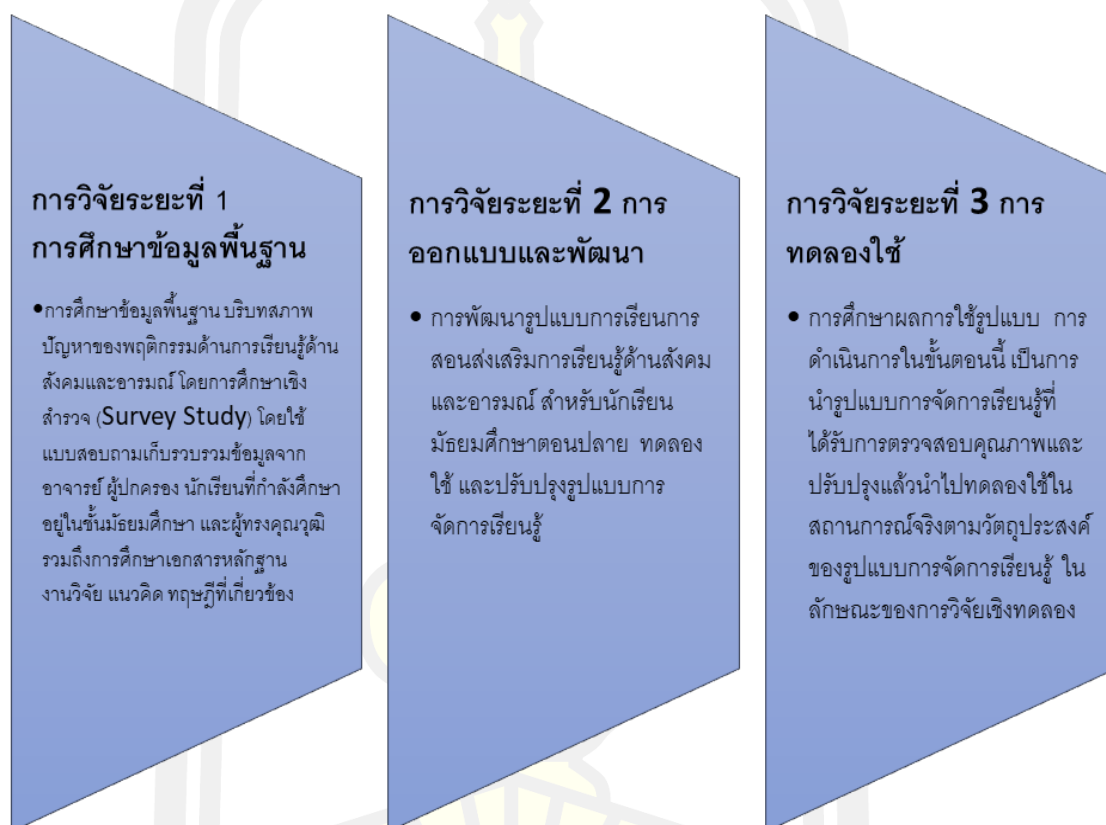 การวิจัยระยะที่ 1
การศึกษาข้อมูลพื้นฐาน
•การศึกษาข้อมูลพื้นฐาน บริบทสภาพ
ปัญหาของพฤติกรรมด้านการเรียนรู้ด้าน
สังคมและอารมณ์ โดยการศึกษาเชิง
สำรวจ (Survey Study) โดยใช้
แบบสอบถามเก็บรวบรวมข้อมูลจาก
อาจารย์ ผู้ปกครอง นักเรียนที่กำลังศึกษา
อยู่ในชั้นมัธยมศึกษา และผู้ทรงคุณวุฒิ
รวมถึงการศึกษาเอกสารหลักฐาน
งานวิจัย แนวคิด ทฤษฎีที่เกี่ยวข้อง
การวิจัยระยะที่ 2 การ
ออกแบบและพัฒนา
• การพัฒนารูปแบบการเรียนการ
สอนส่งเสริมการเรียนรู้ด้านสังคม
และอารมณ์ สำหรับนักเรียน
มัธยมศึกษาตอนปลาย ทดลอง
ใช้ และปรับปรุงรูปแบบการ
จัดการเรียนรู้
การวิจัยระยะที่ 3 การ
ทดลองใช้
• การศึกษาผลการใช้รูปแบบ การ
ดำเนินการในขั้นตอนนี้ เป็นการ
นำรูปแบบการจัดการเรียนรู้ที่
ได้รับการตรวจสอบคุณภาพและ
ปรับปรุงแล้วนำไปทดลองใช้ใน
สถานการณ์จริงตามวัตถุประสงค์
ของรูปแบบการจัดการเรียนรู้ ใน
ลักษณะของการวิจัยเชิงทดลอง